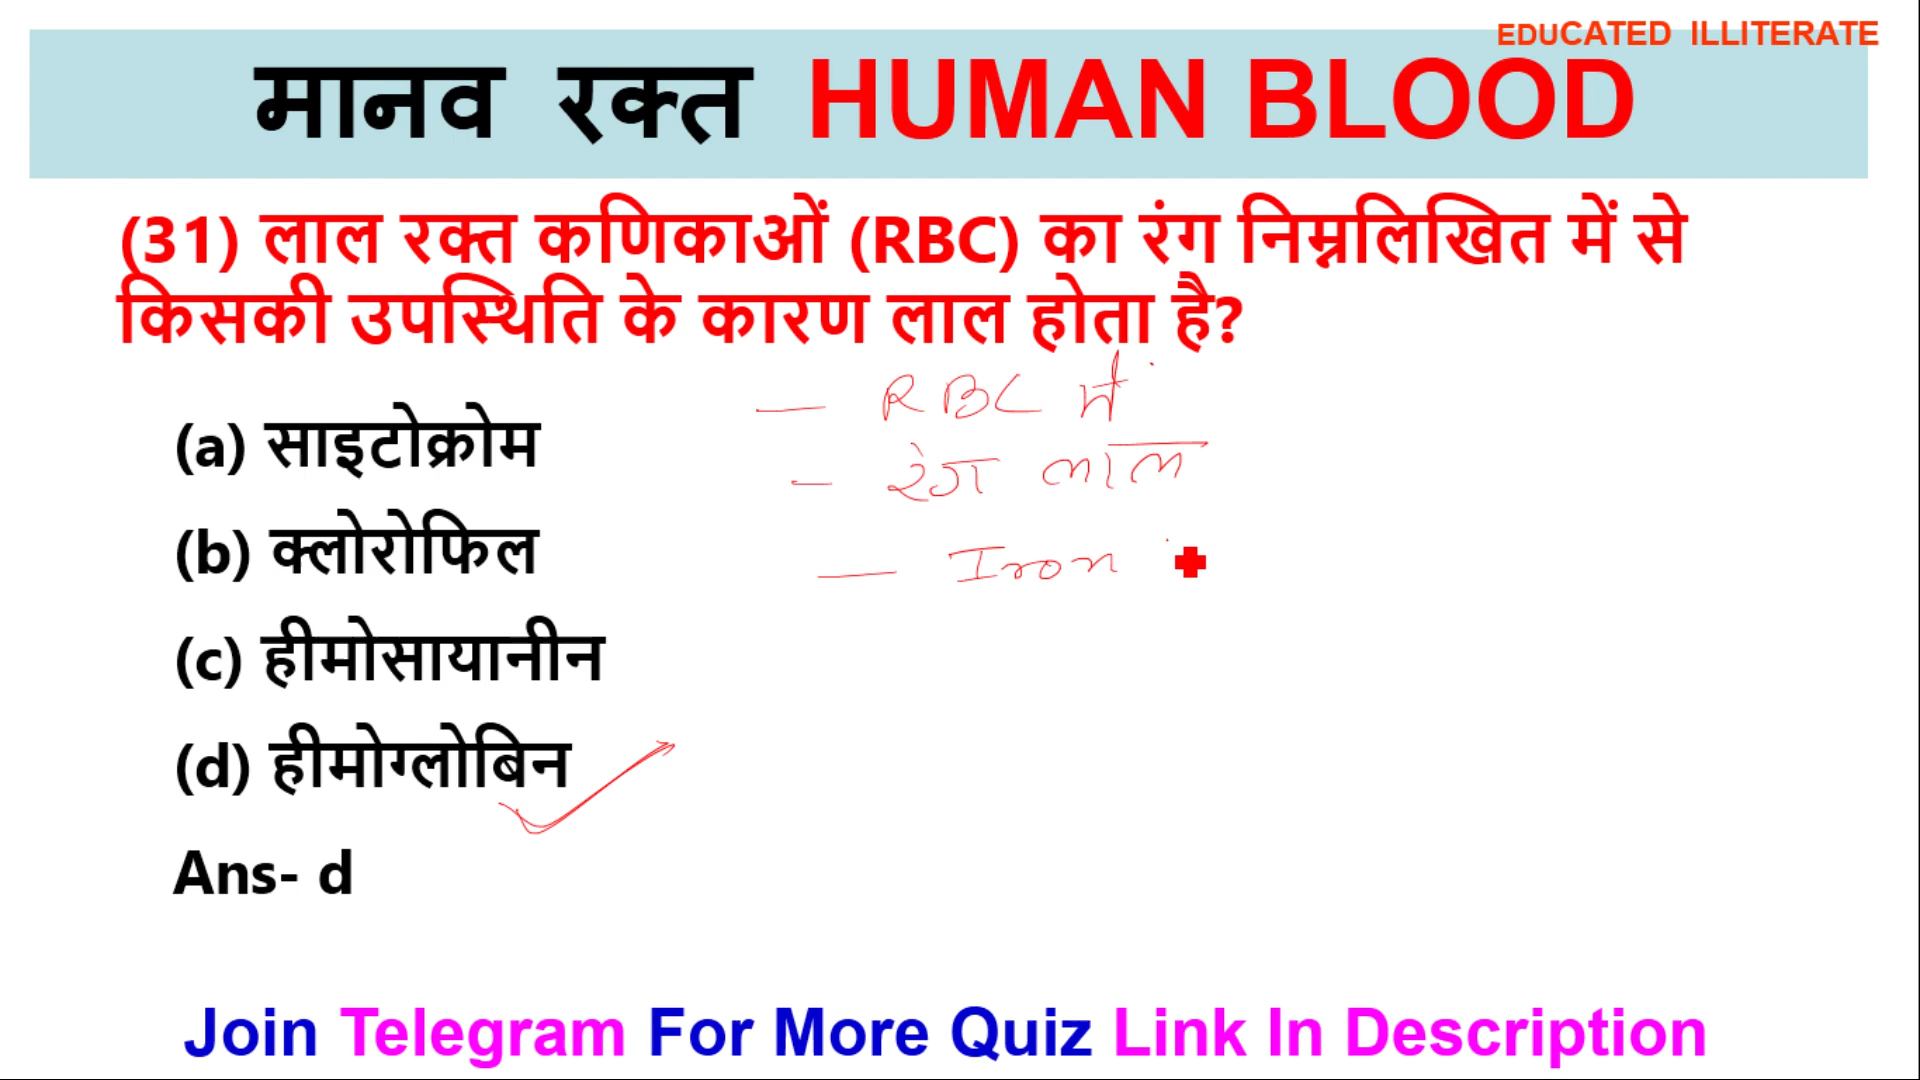 EDUCATED ILLITERATE
मानव रक्त HUMAN BLOOD
(31) लाल रक्त कणिकाओं (RBC) का रंग निम्नलिखित में से
किसकी उपस्थिति के कारण लाल होता है?
— RBC में
(a) साइटोक्रोम
- रंग लाल
(b) क्लोरोफिल
— Iron
(c) हीमोसायानीन
(d) हीमोग्लोबिन
Ans- d
Join Telegram For More Quiz Link In Description